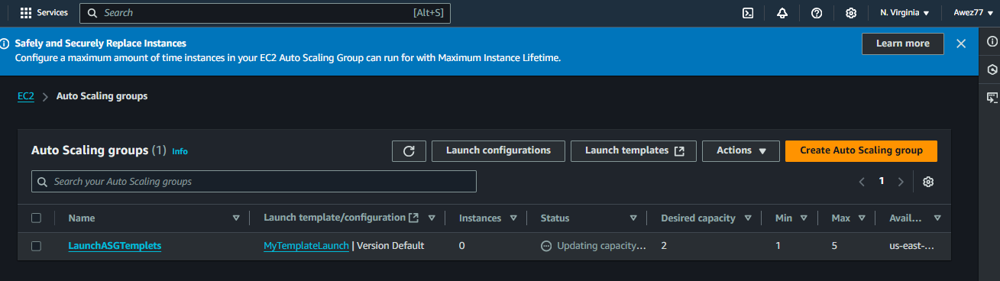 Services
Search
[Alt+S]
N. Virginia
Awez77
Safely and Securely Replace Instances
Configure a maximum amount of time instances in your EC2 Auto Scaling Group can run for with Maximum Instance Lifetime.
Learn more
EC2
Auto Scaling groups
Auto Scaling groups (1) Info
Launch configurations
Launch templates
Actions
Create Auto Scaling group
Search your Auto Scaling groups
1
Name
Launch template/configuration
Instances
Status
Desired capacity
Min
Max
Avail...
LaunchASGTemplets
MyTemplateLaunch | Version Default
0
Updating capacity...
2
1
5
us-east-...